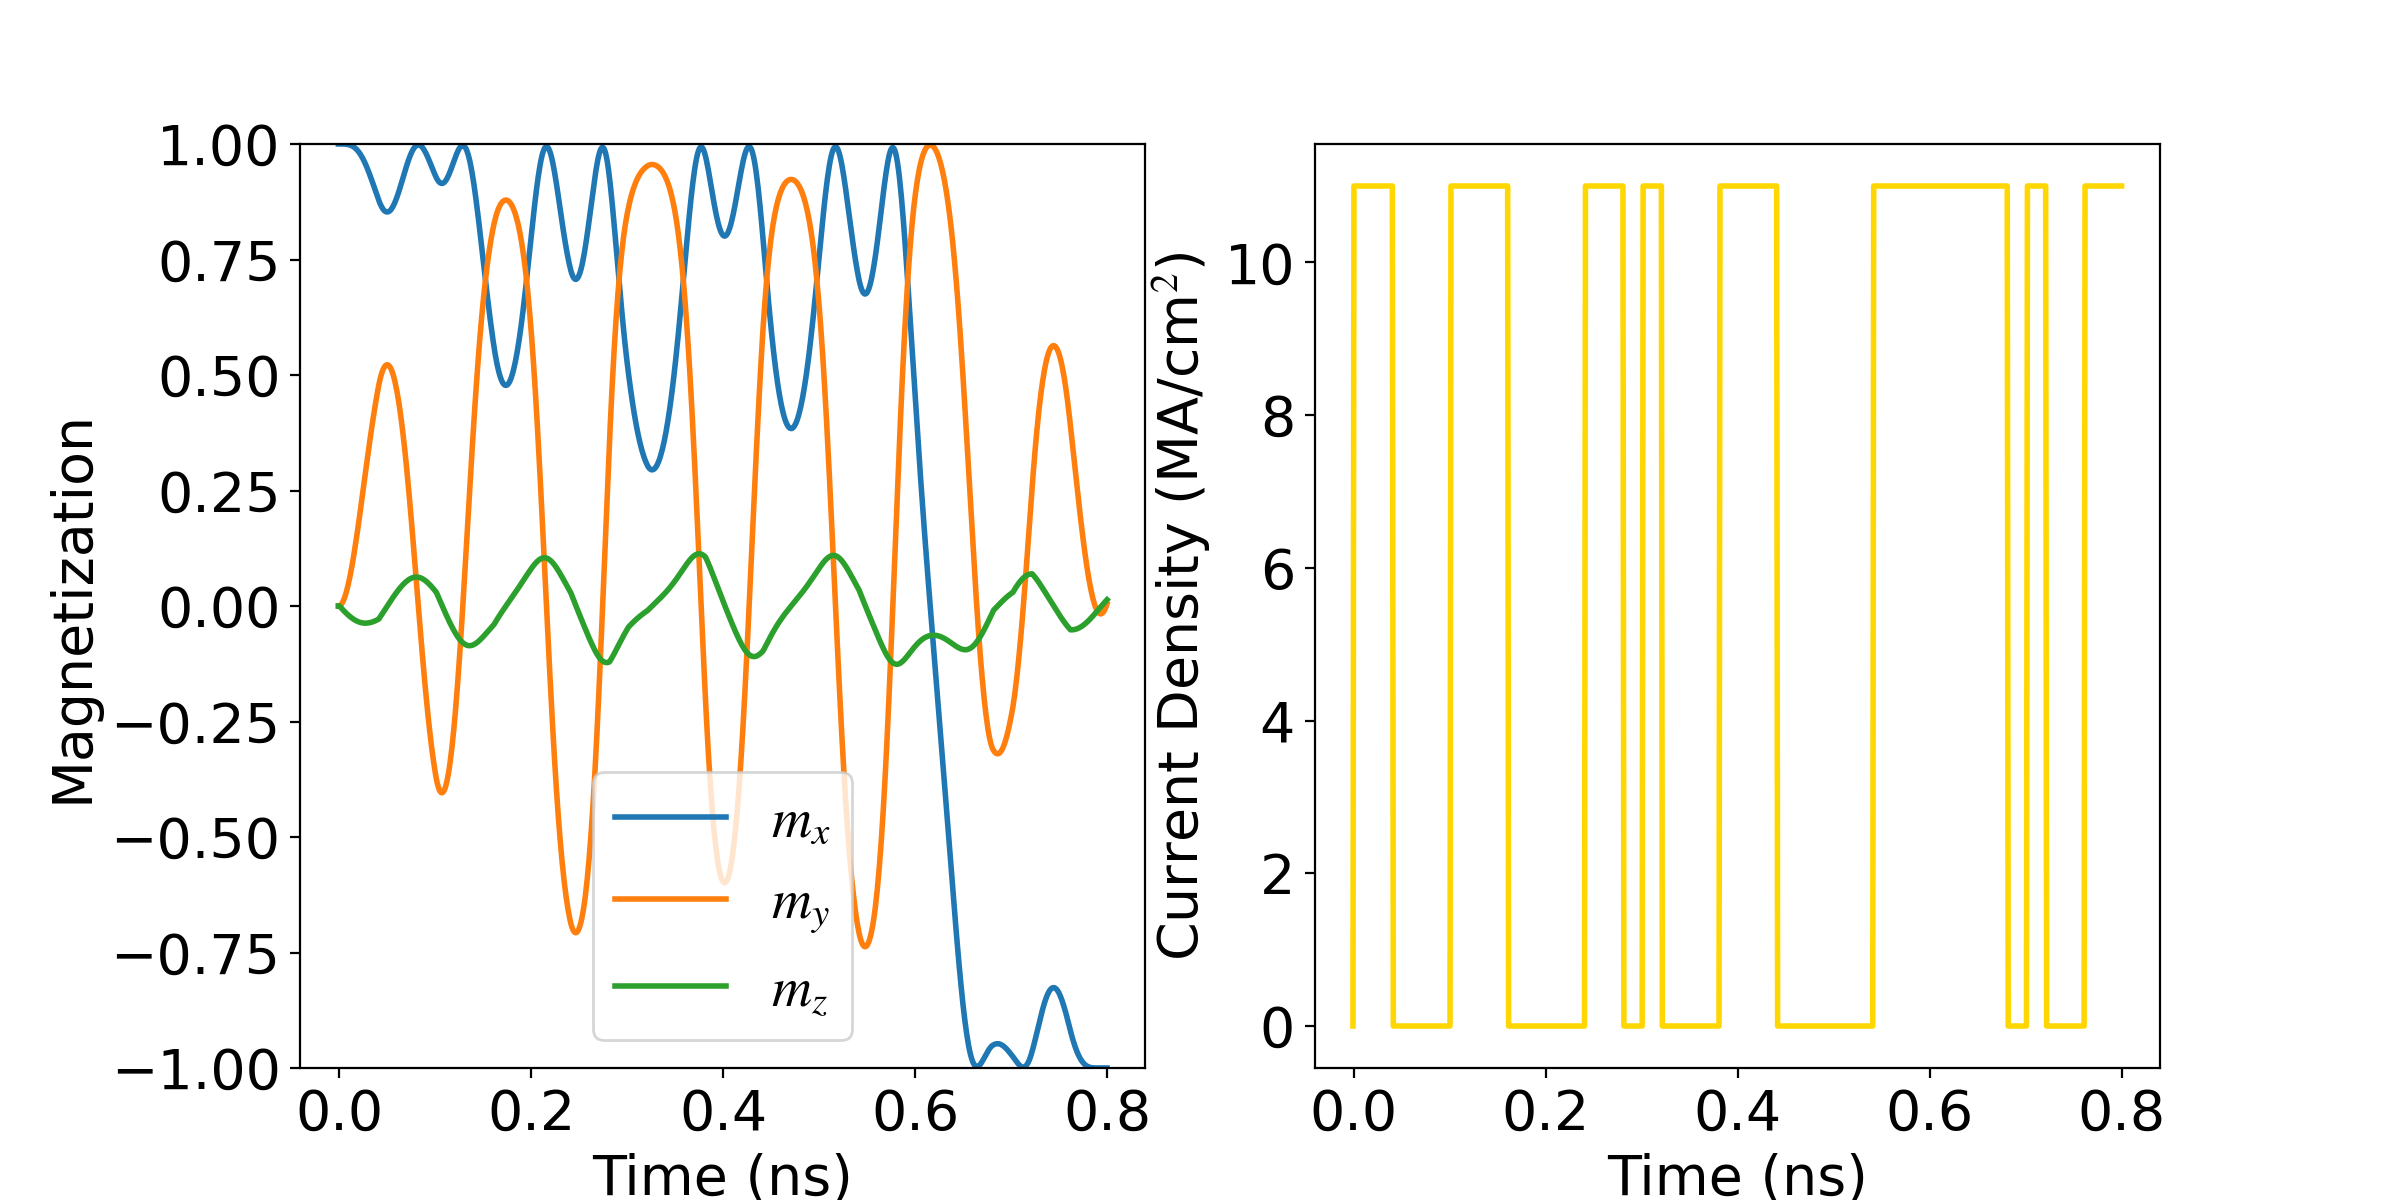 1.00
0.75
0.50
0.25
0.00
−0.25
−0.50
−0.75
−1.00
Magnetization
0.0 0.2 0.4 0.6 0.8
Time (ns)
m_x
m_y
m_z
10
8
6
4
2
0
Current Density (MA/cm²)
0.0 0.2 0.4 0.6 0.8
Time (ns)